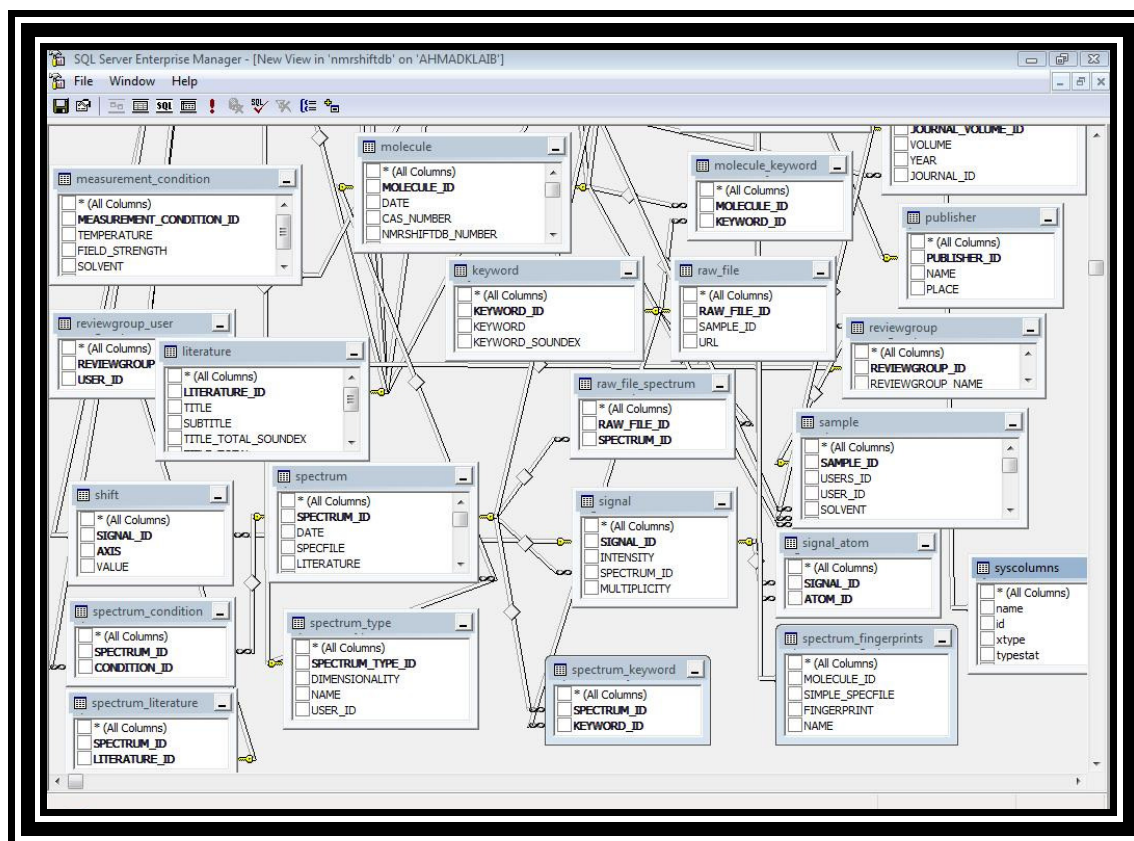 SQL Server Enterprise Manager - [New View in 'nmrshiftdb' on 'AHMADKLAIB']
File Window Help
SQL
SQL
JOURNAL_VOLUME_ID
VOLUME
YEAR
JOURNAL_ID
molecule
* (All Columns)
MOLECULE_ID
DATE
CAS_NUMBER
NMRSHIFTDB_NUMBER
molecule_keyword
* (All Columns)
MOLECULE_ID
KEYWORD_ID
measurement_condition
* (All Columns)
MEASUREMENT_CONDITION_ID
TEMPERATURE
FIELD_STRENGTH
SOLVENT
publisher
* (All Columns)
PUBLISHER_ID
NAME
PLACE
keyword
* (All Columns)
KEYWORD_ID
KEYWORD
KEYWORD_SOUNDEX
raw_file
* (All Columns)
RAW_FILE_ID
SAMPLE_ID
URL
reviewgroup_user
* (All Columns)
REVIEWGROUP
USER_ID
literature
* (All Columns)
LITERATURE_ID
TITLE
SUBTITLE
TITLE_TOTAL_SOUNDEX
reviewgroup
* (All Columns)
REVIEWGROUP_ID
REVIEWGROUP_NAME
raw_file_spectrum
* (All Columns)
RAW_FILE_ID
SPECTRUM_ID
sample
* (All Columns)
SAMPLE_ID
USERS_ID
USER_ID
SOLVENT
shift
* (All Columns)
SIGNAL_ID
AXIS
VALUE
spectrum
* (All Columns)
SPECTRUM_ID
DATE
SPECFILE
LITERATURE
signal
* (All Columns)
SIGNAL_ID
INTENSITY
SPECTRUM_ID
MULTIPLICITY
signal_atom
* (All Columns)
SIGNAL_ID
ATOM_ID
syscolumns
* (All Columns)
name
id
xtype
typestat
spectrum_condition
* (All Columns)
SPECTRUM_ID
CONDITION_ID
spectrum_type
* (All Columns)
SPECTRUM_TYPE_ID
DIMENSIONALITY
NAME
USER_ID
spectrum_keyword
* (All Columns)
SPECTRUM_ID
KEYWORD_ID
spectrum_fingerprints
* (All Columns)
MOLECULE_ID
SIMPLE_SPECFILE
FINGERPRINT
NAME
spectrum_literature
* (All Columns)
SPECTRUM_ID
LITERATURE_ID